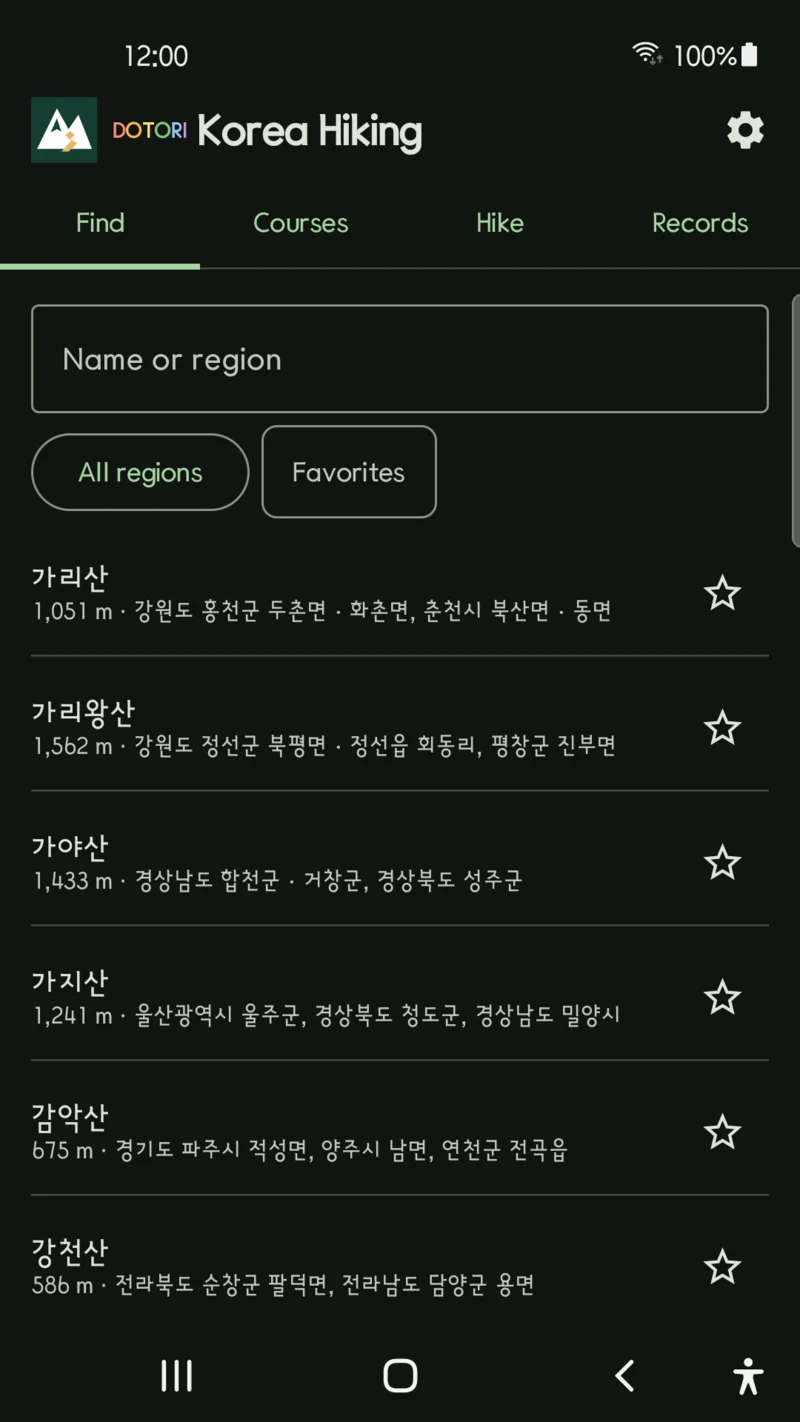 12:00 100%
DOTORI Korea Hiking
Find Courses Hike Records
Name or region
All regions Favorites
가리산
1,051 m · 강원도 홍천군 두촌면 · 화촌면, 춘천시 북산면 · 동면
가리왕산
1,562 m · 강원도 정선군 북평면 · 정선읍 회동리, 평창군 진부면
가야산
1,433 m · 경상남도 합천군 · 거창군, 경상북도 성주군
가지산
1,241 m · 울산광역시 울주군, 경상북도 청도군, 경상남도 밀양시
감악산
675 m · 경기도 파주시 적성면, 양주시 남면, 연천군 전곡읍
강천산
586 m · 전라북도 순창군 팔덕면, 전라남도 담양군 용면